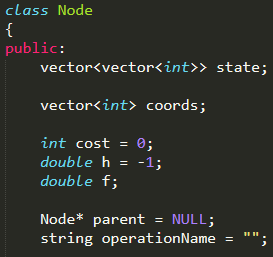 class Node
{
public:
    vector<vector<int>> state;

    vector<int> coords;

    int cost = 0;
    double h = -1;
    double f;

    Node* parent = NULL;
    string operationName = "";